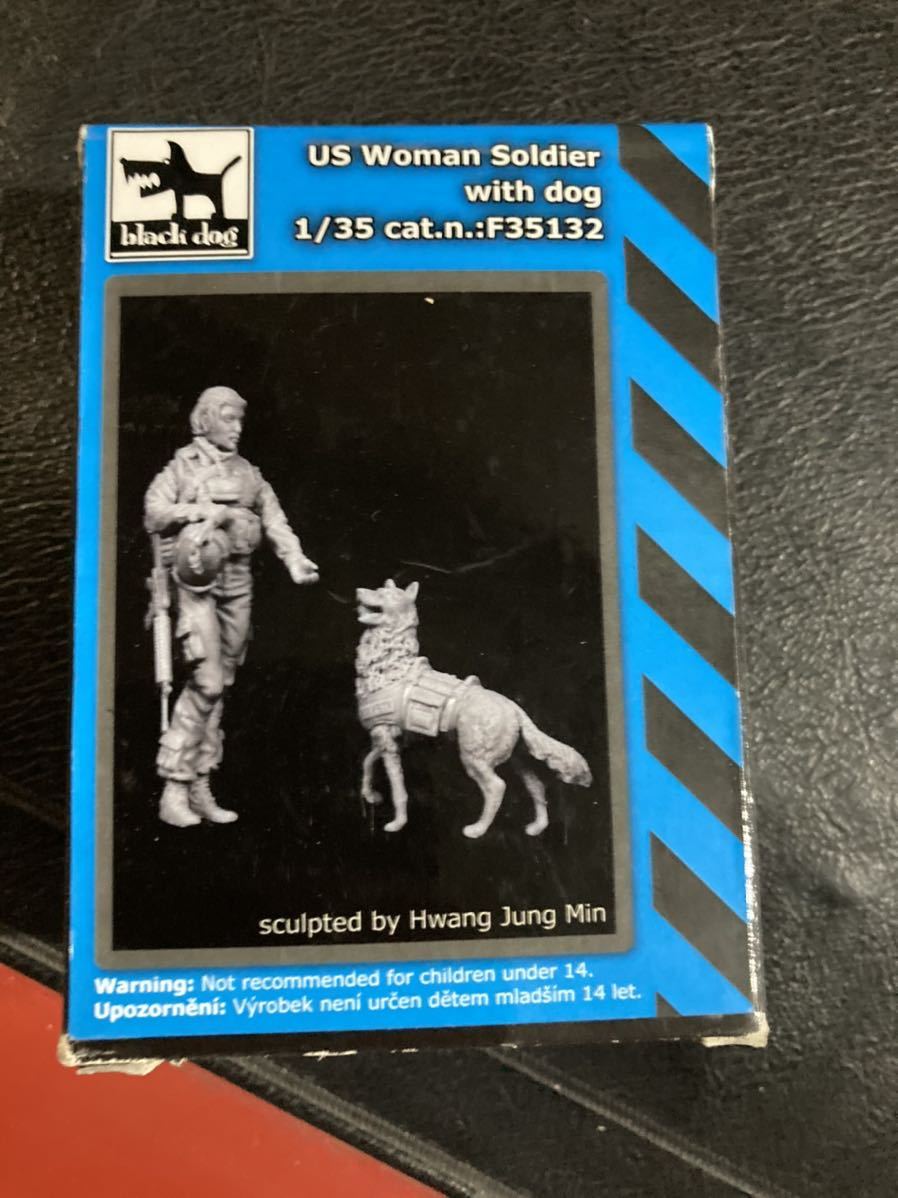 black dog
US Woman Soldier
with dog
1/35 cat.n.:F35132
sculpted by Hwang Jung Min
Warning: Not recommended for children under 14.
Upozornění: Výrobek není určen dětem mladším 14 let.